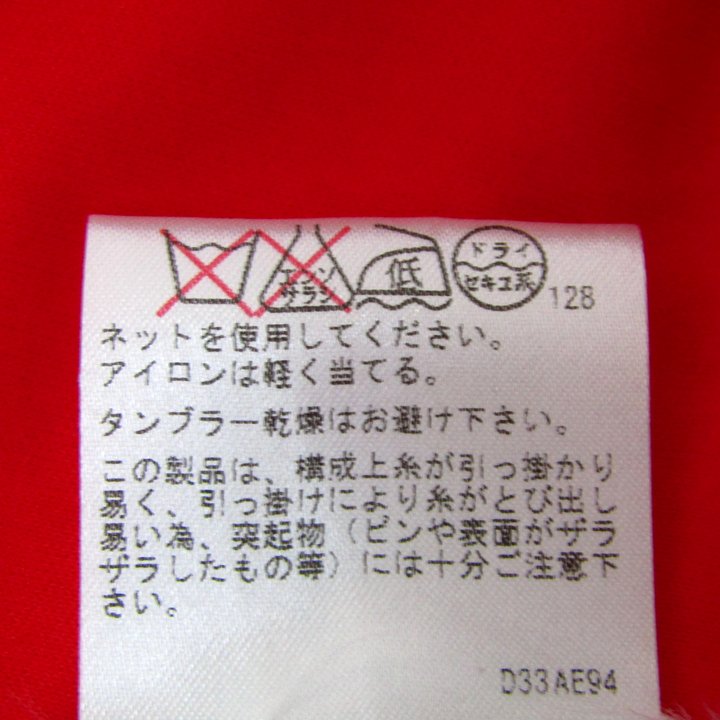 エンソ
サラシ
低
ドライ
セキユ系
128
ネットを使用してください。
アイロンは軽く当てる。
タンブラー乾燥はお避け下さい。
この製品は、構成上糸が引っ掛かり
易く、引っ掛けにより糸がとび出し
易い為、突起物（ピンや表面がザラ
ザラしたもの等）には十分ご注意下
さい。
D33AE94